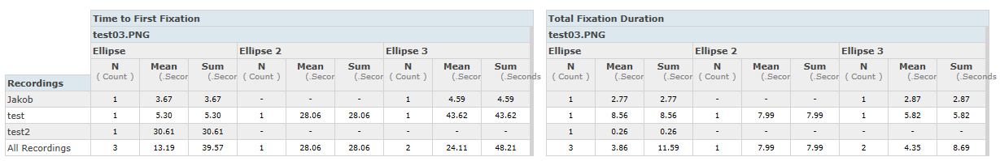 Time to First Fixation Total Fixation Duration
test03.PNG test03.PNG
Ellipse Ellipse 2 Ellipse 3 Ellipse Ellipse 2 Ellipse 3
N Mean Sum N Mean Sum N Mean Sum N Mean Sum N Mean Sum N Mean Sum
( Count ) (.Secor (.Secor ( Count ) (.Secor (.Secor ( Count ) (.Secor (.Seconds ( Count ) (.Secor (.Secor ( Count ) (.Secor (.Secor ( Count ) (.Secor (.Seconds
Recordings
Jakob 1 3.67 3.67 - - - 1 4.59 4.59 1 2.77 2.77 - - - 1 2.87 2.87
test 1 5.30 5.30 1 28.06 28.06 1 43.62 43.62 1 8.56 8.56 1 7.99 7.99 1 5.82 5.82
test2 1 30.61 30.61 - - - - - - 1 0.26 0.26 - - - - - -
All Recordings 3 13.19 39.57 1 28.06 28.06 2 24.11 48.21 3 3.86 11.59 1 7.99 7.99 2 4.35 8.69